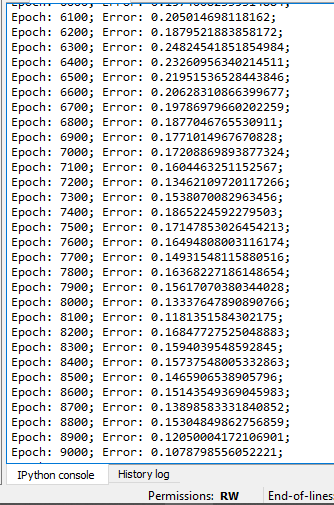 Epoch: 6100; Error: 0.205014698118162;
Epoch: 6200; Error: 0.1879521883858172;
Epoch: 6300; Error: 0.24824541851854984;
Epoch: 6400; Error: 0.23260956340214511;
Epoch: 6500; Error: 0.21951536528443846;
Epoch: 6600; Error: 0.20628310866399677;
Epoch: 6700; Error: 0.19786979660202259;
Epoch: 6800; Error: 0.1877046765530911;
Epoch: 6900; Error: 0.1771014967670828;
Epoch: 7000; Error: 0.17208869893877324;
Epoch: 7100; Error: 0.1604463251152567;
Epoch: 7200; Error: 0.13462109720117266;
Epoch: 7300; Error: 0.1538070082963456;
Epoch: 7400; Error: 0.1865224592279503;
Epoch: 7500; Error: 0.17147853026454213;
Epoch: 7600; Error: 0.16494808003116174;
Epoch: 7700; Error: 0.14931548115880516;
Epoch: 7800; Error: 0.16368227186148654;
Epoch: 7900; Error: 0.15617070380344028;
Epoch: 8000; Error: 0.13337647890890766;
Epoch: 8100; Error: 0.1181351584302175;
Epoch: 8200; Error: 0.16847727525048883;
Epoch: 8300; Error: 0.1594039548592845;
Epoch: 8400; Error: 0.15737548005332863;
Epoch: 8500; Error: 0.1465906538905796;
Epoch: 8600; Error: 0.15143549369045983;
Epoch: 8700; Error: 0.13898583331840852;
Epoch: 8800; Error: 0.15304849862756859;
Epoch: 8900; Error: 0.12050004172106901;
Epoch: 9000; Error: 0.1078798556052221;
IPython console History log
Permissions: RW End-of-lines